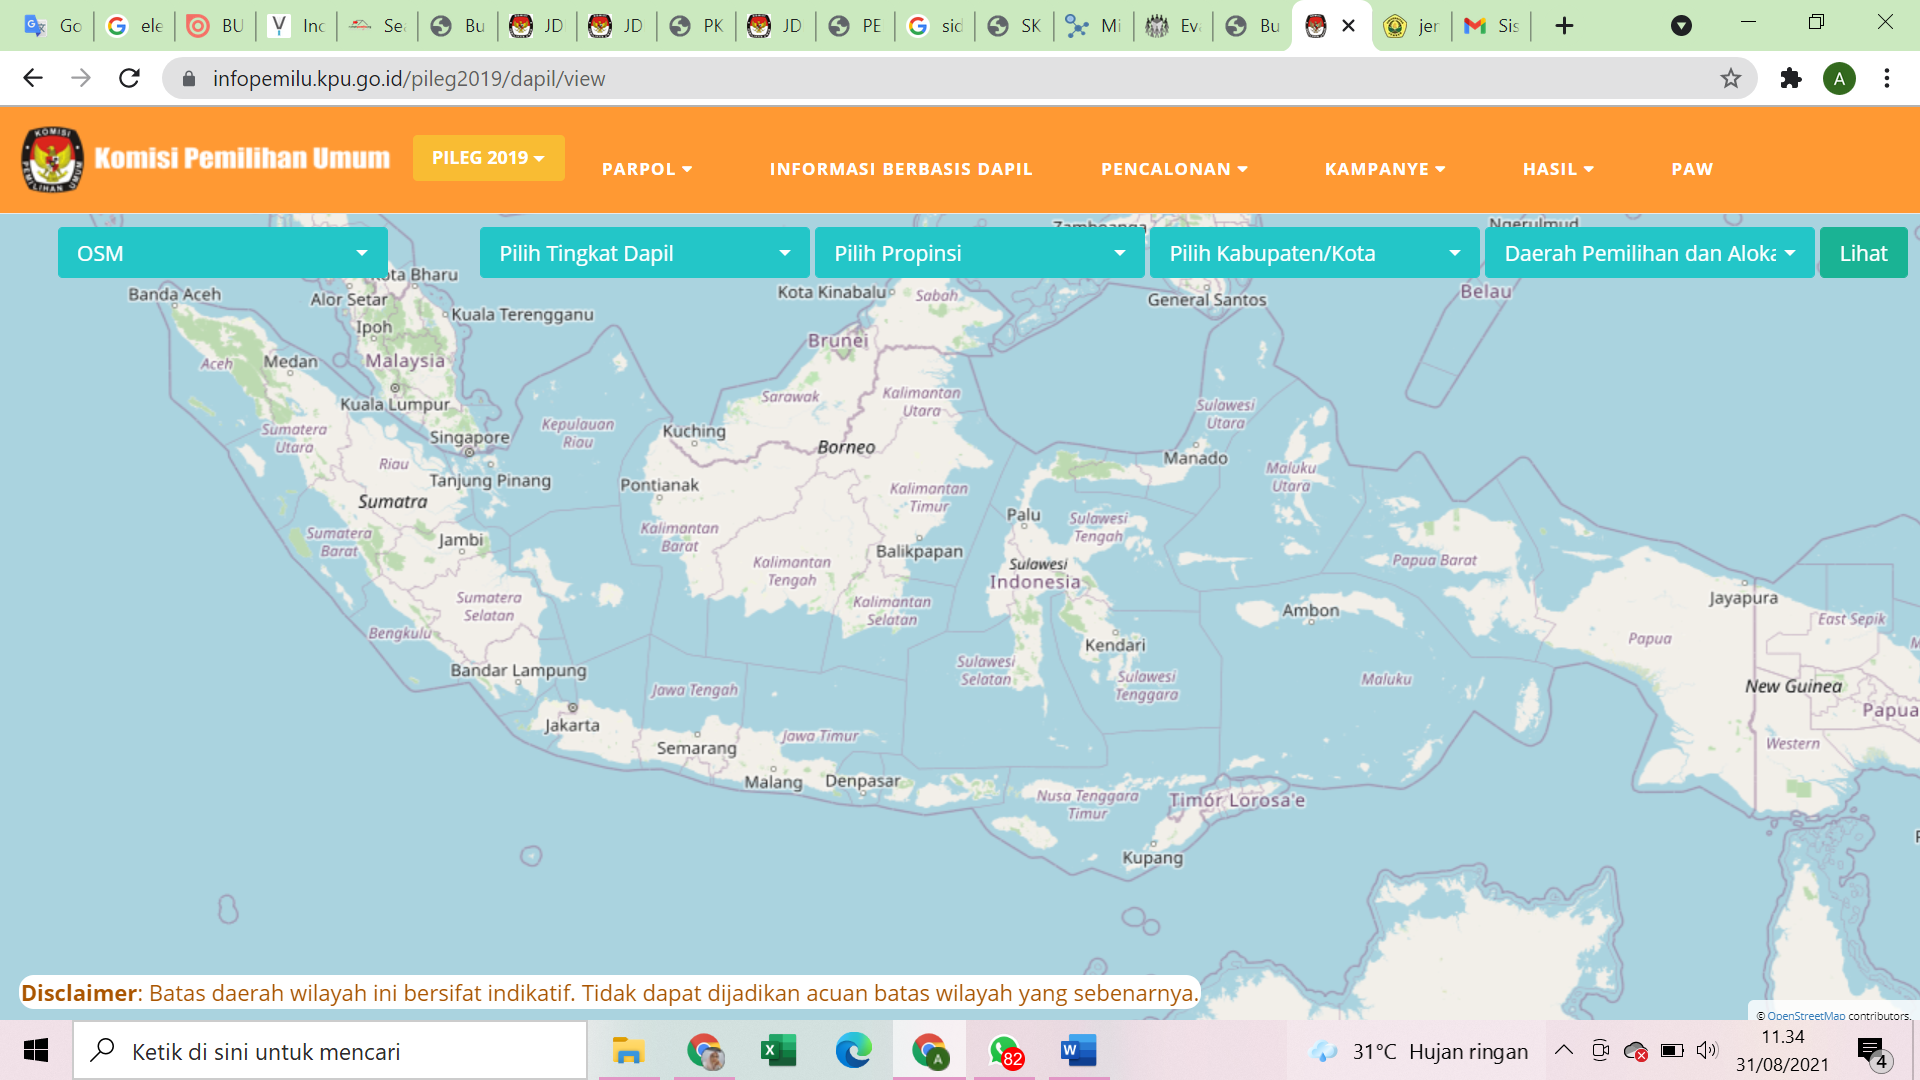 Go
ele
BU
Inc
Se
Bu
JD
JD
PK
JD
PE
sid
SK
Mi
Ev
Bu
jer
Sis
infopemilu.kpu.go.id/pileg2019/dapil/view
A
KOMISI
PEMILIHAN UMUM
Komisi Pemilihan Umum
PILEG 2019
PARPOL
INFORMASI BERBASIS DAPIL
PENCALONAN
KAMPANYE
HASIL
PAW
OSM
Pilih Tingkat Dapil
Pilih Propinsi
Pilih Kabupaten/Kota
Daerah Pemilihan dan Aloka
Lihat
Zamboanga
Ngerulmud
Kota Bharu
Banda Aceh
Alor Setar
Kota Kinabalu
Sabah
General Santos
Belau
Kuala Terengganu
Ipoh
Brunei
Aceh
Medan
Malaysia
Kuala Lumpur
Sarawak
Kalimantan
Utara
Sulawesi
Utara
Sumatera
Utara
Singapore
Kepulauan
Riau
Kuching
Borneo
Riau
Manado
Maluku
Utara
Tanjung Pinang
Pontianak
Kalimantan
Timur
Sumatra
Palu
Sulawesi
Tengah
Sumatera
Barat
Jambi
Kalimantan
Barat
Balikpapan
Kalimantan
Tengah
Sulawesi
Indonesia
Papua Barat
Sumatera
Selatan
Kalimantan
Selatan
Ambon
Jayapura
East Sepik
Bengkulu
Kendari
Papua
Bandar Lampung
Sulawesi
Selatan
Sulawesi
Tenggara
Maluku
Jawa Tengah
New Guinea
Papua
Jakarta
Semarang
Jawa Timur
Western
Malang
Denpasar
Nusa Tenggara
Timur
Timór Lorosa'e
Kupang
Disclaimer: Batas daerah wilayah ini bersifat indikatif. Tidak dapat dijadikan acuan batas wilayah yang sebenarnya.
© OpenStreetMap contributors.
Ketik di sini untuk mencari
A
82
31°C Hujan ringan
11.34
31/08/2021
4